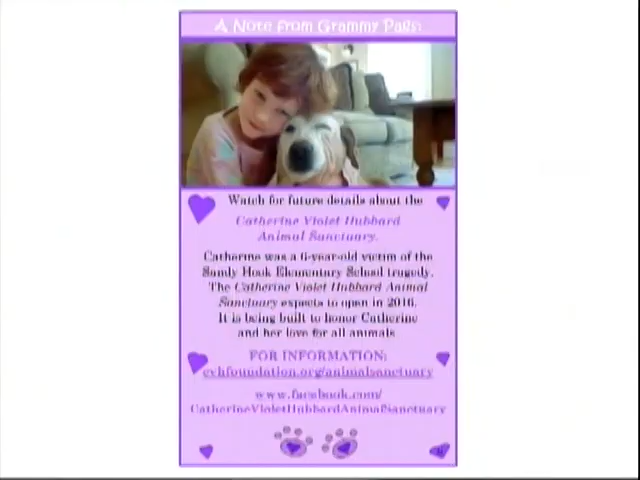 A Note from Grammy Pags:
Watch for future details about the
Catherine Violet Hubbard
Animal Sanctuary.
Catherine was a 6-year-old victim of the
Sandy Hook Elementary School tragedy.
The Catherine Violet Hubbard Animal
Sanctuary expects to open in 2016.
It is being built to honor Catherine
and her love for all animals
FOR INFORMATION:
cvhfoundation.org/animalsanctuary
www.facebook.com/
CatherineVioletHubbardAnimalSanctuary